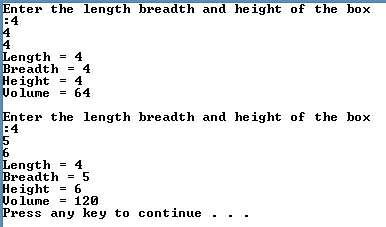 Enter the length breadth and height of the box
:4
4
4
Length = 4
Breadth = 4
Height = 4
Volume = 64
Enter the length breadth and height of the box
:4
5
6
Length = 4
Breadth = 5
Height = 6
Volume = 120
Press any key to continue . . .